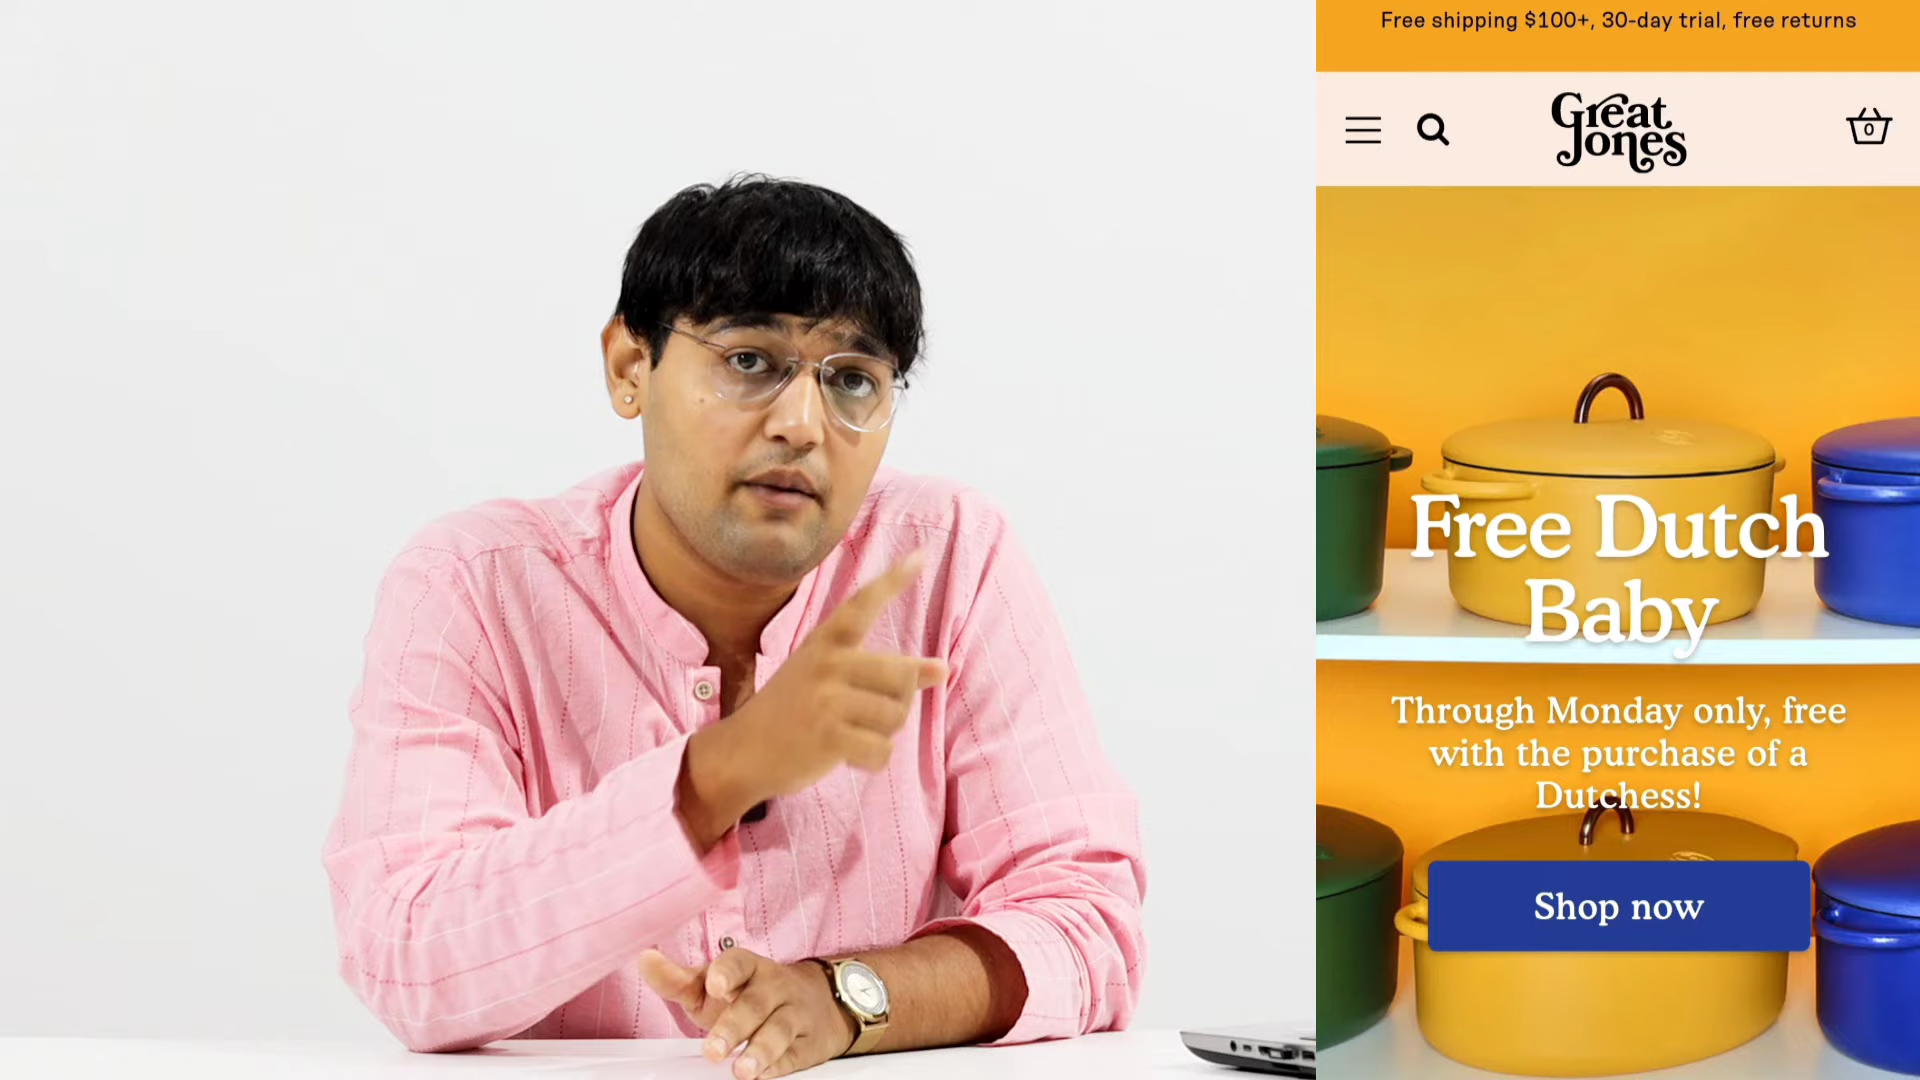 Free shipping $100+, 30-day trial, free returns
Great
Jones
0
Free Dutch
Baby
Through Monday only, free
with the purchase of a
Dutchess!
Shop now